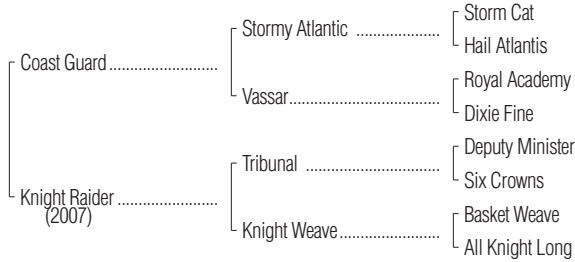 Storm Cat
Stormy Atlantic ....................
Hail Atlantis
Coast Guard ..........................
Royal Academy
Vassar....................................
Dixie Fine
Deputy Minister
Tribunal ................................
Six Crowns
Knight Raider ........................
(2007)
Basket Weave
Knight Weave........................
All Knight Long